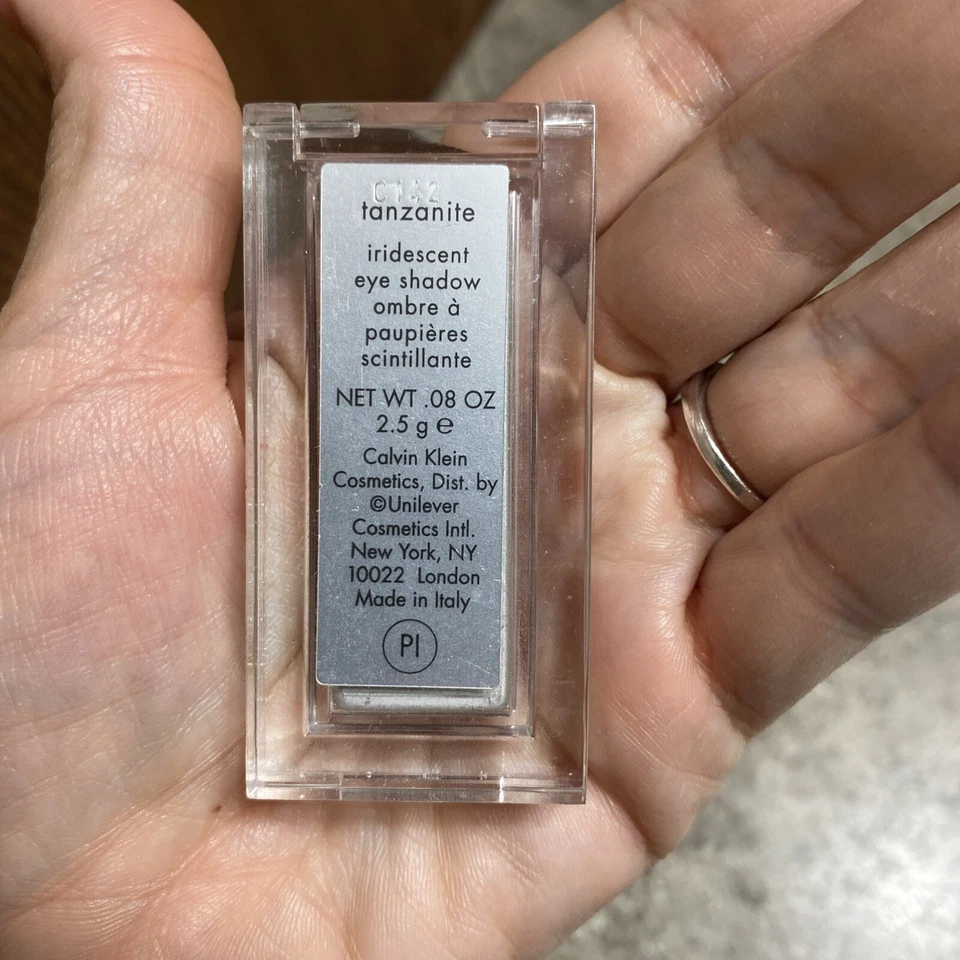 C132
tanzanite
iridescent
eye shadow
ombre à
paupières
scintillante
NET WT .08 OZ
2.5 g ℮
Calvin Klein
Cosmetics, Dist. by
©Unilever
Cosmetics Intl.
New York, NY
10022 London
Made in Italy
PI